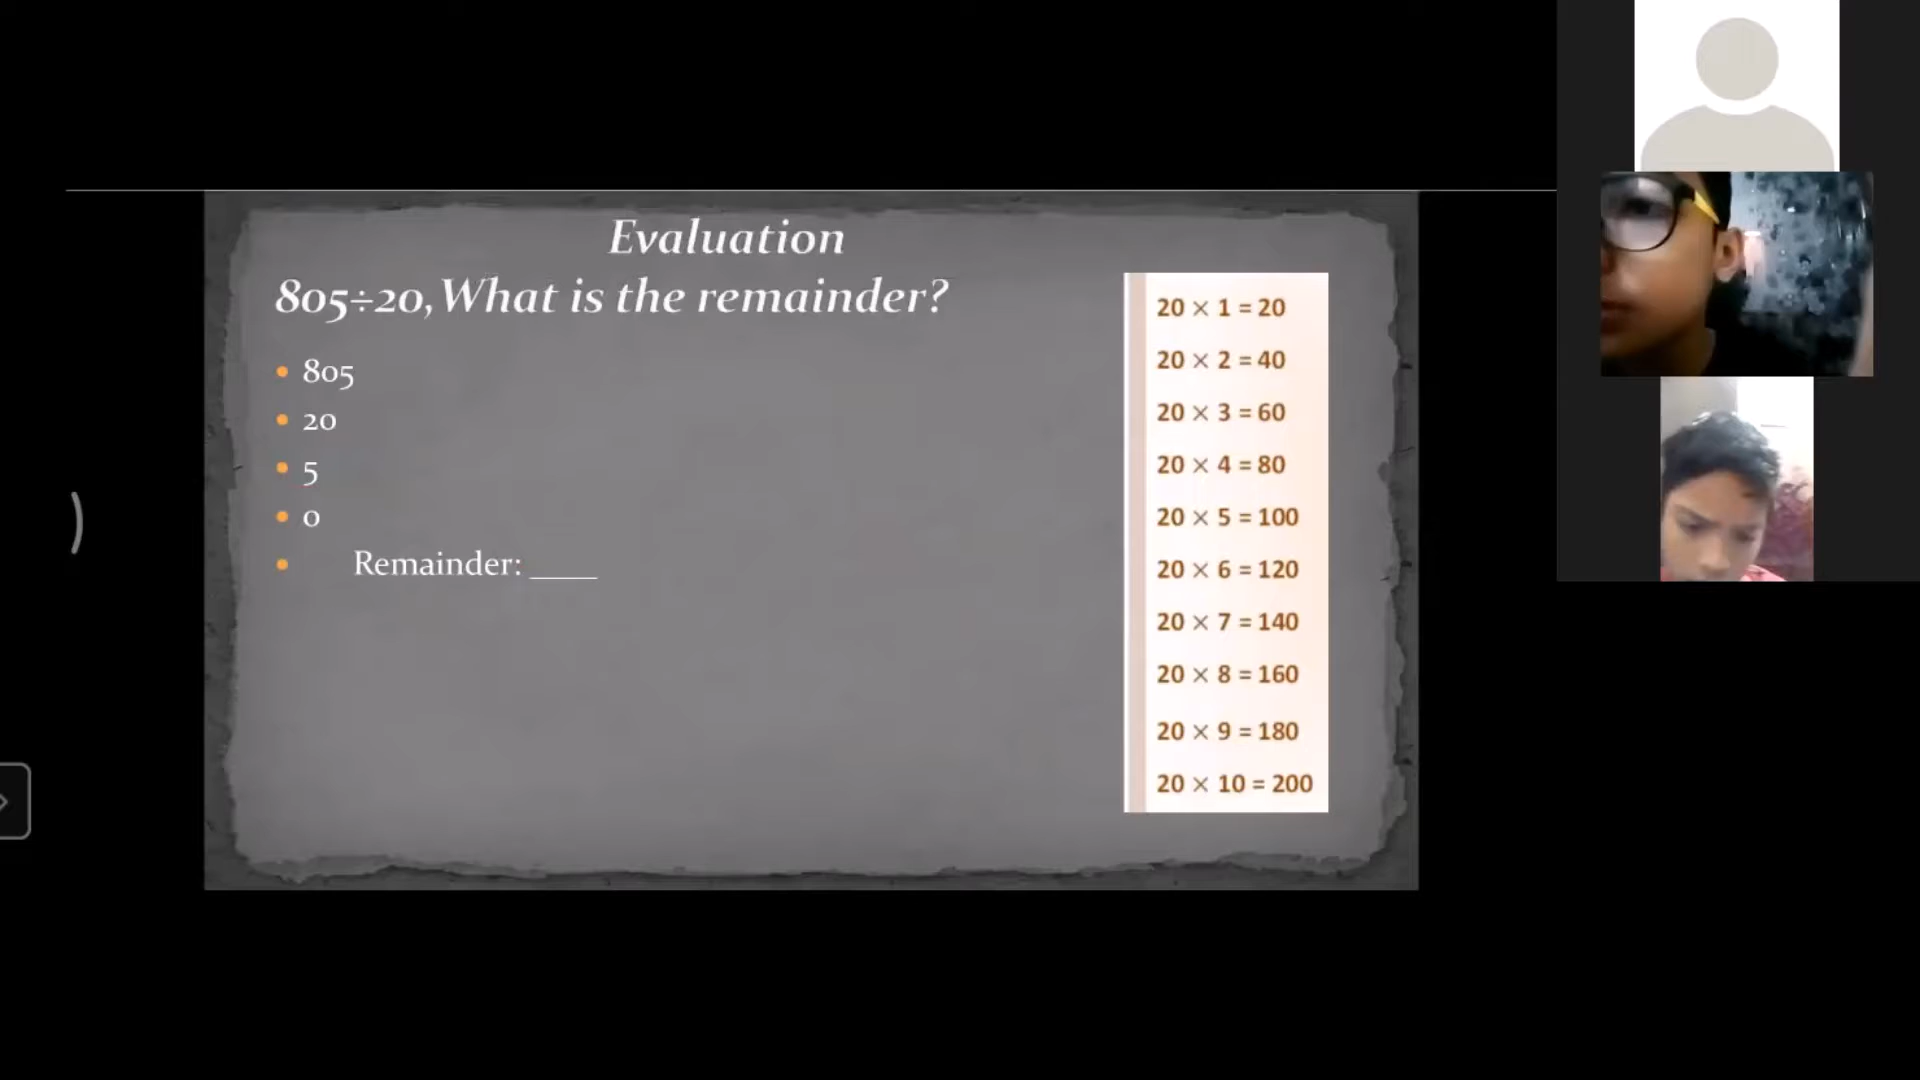 Evaluation
805÷20, What is the remainder?
• 805
• 20
• 5
• 0
• Remainder: ____
20 × 1 = 20
20 × 2 = 40
20 × 3 = 60
20 × 4 = 80
20 × 5 = 100
20 × 6 = 120
20 × 7 = 140
20 × 8 = 160
20 × 9 = 180
20 × 10 = 200